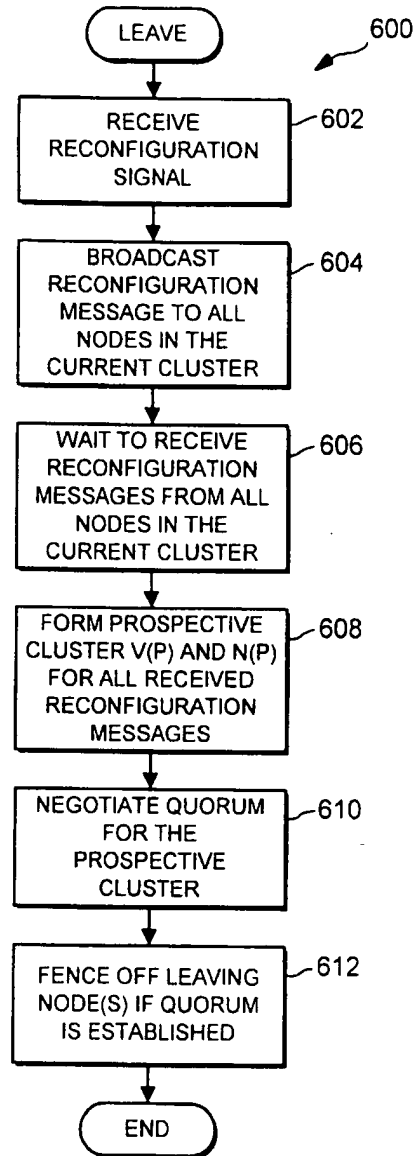 LEAVE
600
RECEIVE
RECONFIGURATION
SIGNAL
602
BROADCAST
RECONFIGURATION
MESSAGE TO ALL
NODES IN THE
CURRENT CLUSTER
604
WAIT TO RECEIVE
RECONFIGURATION
MESSAGES FROM ALL
NODES IN THE
CURRENT CLUSTER
606
FORM PROSPECTIVE
CLUSTER V(P) AND N(P)
FOR ALL RECEIVED
RECONFIGURATION
MESSAGES
608
NEGOTIATE QUORUM
FOR THE
PROSPECTIVE
CLUSTER
610
FENCE OFF LEAVING
NODE(S) IF QUORUM
IS ESTABLISHED
612
END